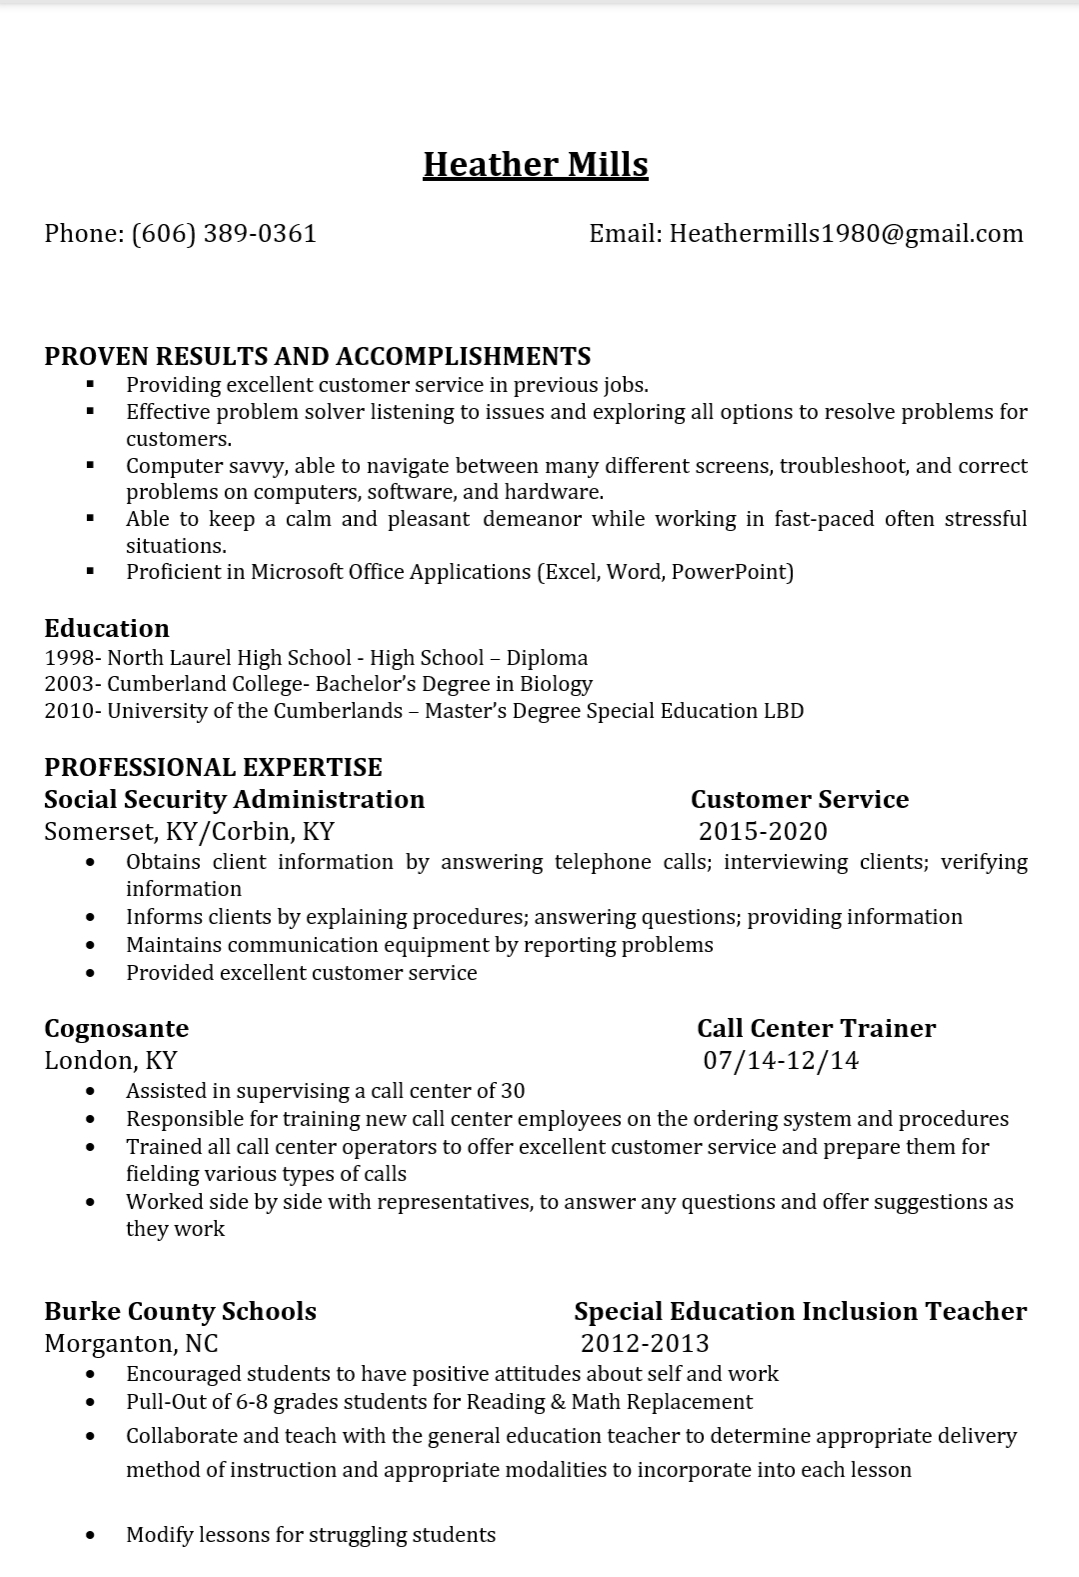 Heather Mills
Phone: (606) 389-0361 Email: Heathermills1980@gmail.com
PROVEN RESULTS AND ACCOMPLISHMENTS
▪ Providing excellent customer service in previous jobs.
▪ Effective problem solver listening to issues and exploring all options to resolve problems for
customers.
▪ Computer savvy, able to navigate between many different screens, troubleshoot, and correct
problems on computers, software, and hardware.
▪ Able to keep a calm and pleasant demeanor while working in fast-paced often stressful
situations.
▪ Proficient in Microsoft Office Applications (Excel, Word, PowerPoint)
Education
1998- North Laurel High School - High School – Diploma
2003- Cumberland College- Bachelor’s Degree in Biology
2010- University of the Cumberlands – Master’s Degree Special Education LBD
PROFESSIONAL EXPERTISE
Social Security Administration Customer Service
Somerset, KY/Corbin, KY 2015-2020
• Obtains client information by answering telephone calls; interviewing clients; verifying
information
• Informs clients by explaining procedures; answering questions; providing information
• Maintains communication equipment by reporting problems
• Provided excellent customer service
Cognosante Call Center Trainer
London, KY 07/14-12/14
• Assisted in supervising a call center of 30
• Responsible for training new call center employees on the ordering system and procedures
• Trained all call center operators to offer excellent customer service and prepare them for
fielding various types of calls
• Worked side by side with representatives, to answer any questions and offer suggestions as
they work
Burke County Schools Special Education Inclusion Teacher
Morganton, NC 2012-2013
• Encouraged students to have positive attitudes about self and work
• Pull-Out of 6-8 grades students for Reading & Math Replacement
• Collaborate and teach with the general education teacher to determine appropriate delivery
method of instruction and appropriate modalities to incorporate into each lesson
• Modify lessons for struggling students